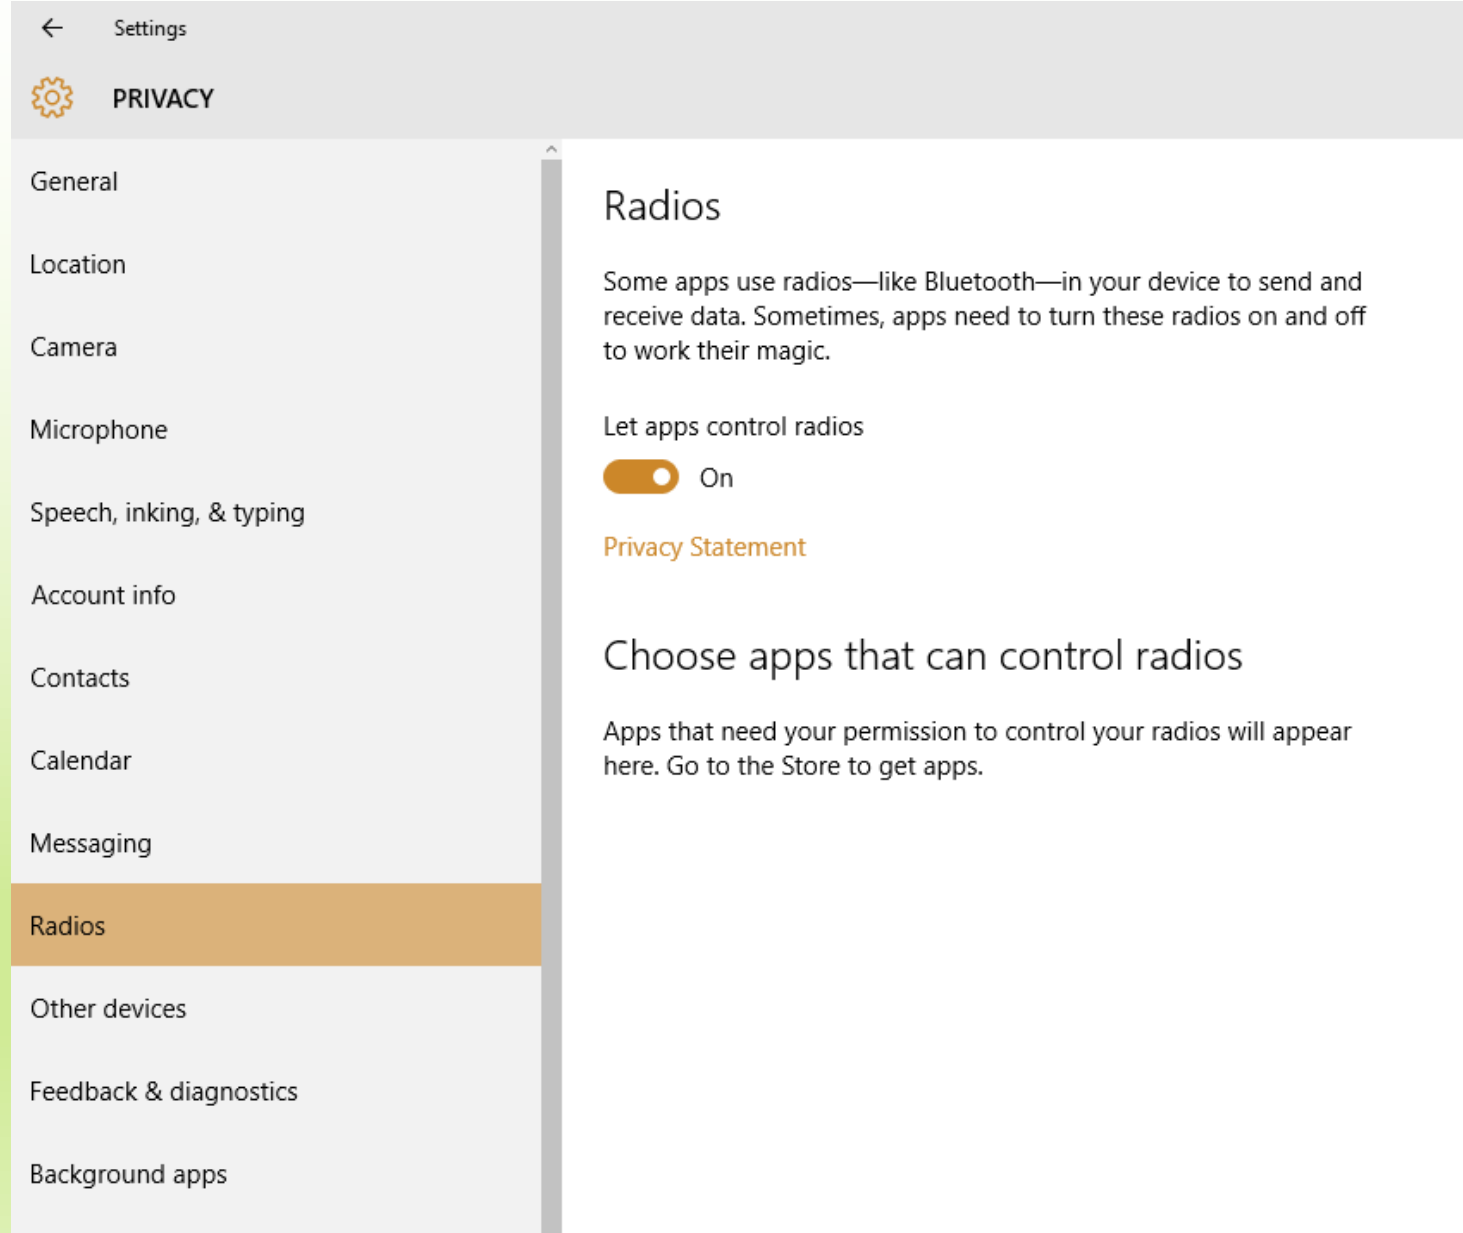 Settings
PRIVACY
General
Location
Camera
Microphone
Speech, inking, & typing
Account info
Contacts
Calendar
Messaging
Radios
Other devices
Feedback & diagnostics
Background apps
Radios
Some apps use radios—like Bluetooth—in your device to send and
receive data. Sometimes, apps need to turn these radios on and off
to work their magic.
Let apps control radios
On
Privacy Statement
Choose apps that can control radios
Apps that need your permission to control your radios will appear
here. Go to the Store to get apps.